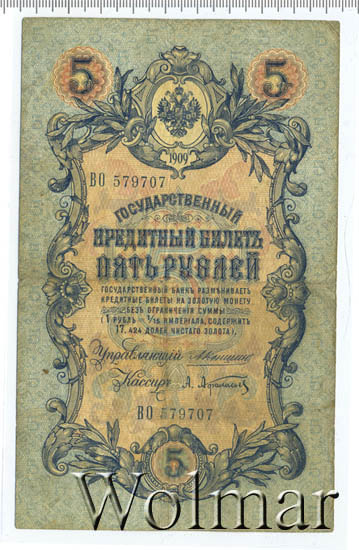 5 5
1909
ВО 579707
ГОСУДАРСТВЕННЫЙ
КРЕДИТНЫЙ БИЛЕТЪ
ПЯТЬ РУБЛЕЙ
ГОСУДАРСТВЕННЫЙ БАНКЪ РАЗМѢНИВАЕТЪ
КРЕДИТНЫЕ БИЛЕТЫ НА ЗОЛОТУЮ МОНЕТУ
БЕЗЪ ОГРАНИЧЕНІЯ СУММЫ
(1 РУБЛЬ = 1/15 ИМПЕРІАЛА, СОДЕРЖИТЪ
17,424 ДОЛЕЙ ЧИСТАГО ЗОЛОТА).
Управляющій
Кассиръ
ВО 579707
5
Wolmar